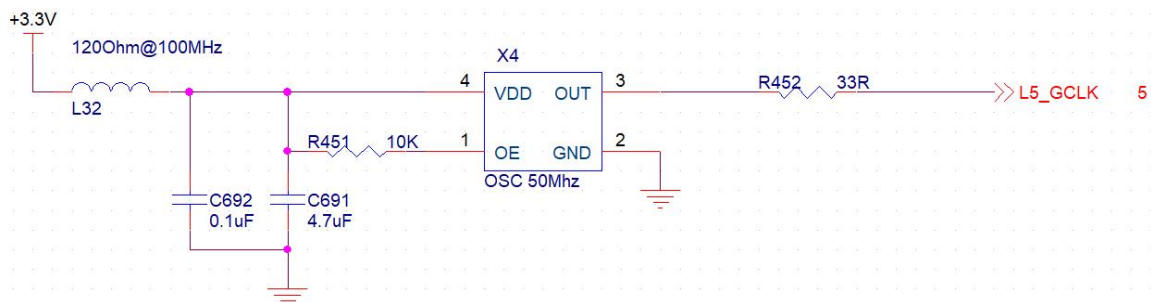 +3.3V
120Ohm@100MHz
L32
X4
4
VDD
OUT
3
R452
33R
L5_GCLK
5
R451
10K
1
OE
GND
2
OSC 50Mhz
C692
0.1uF
C691
4.7uF